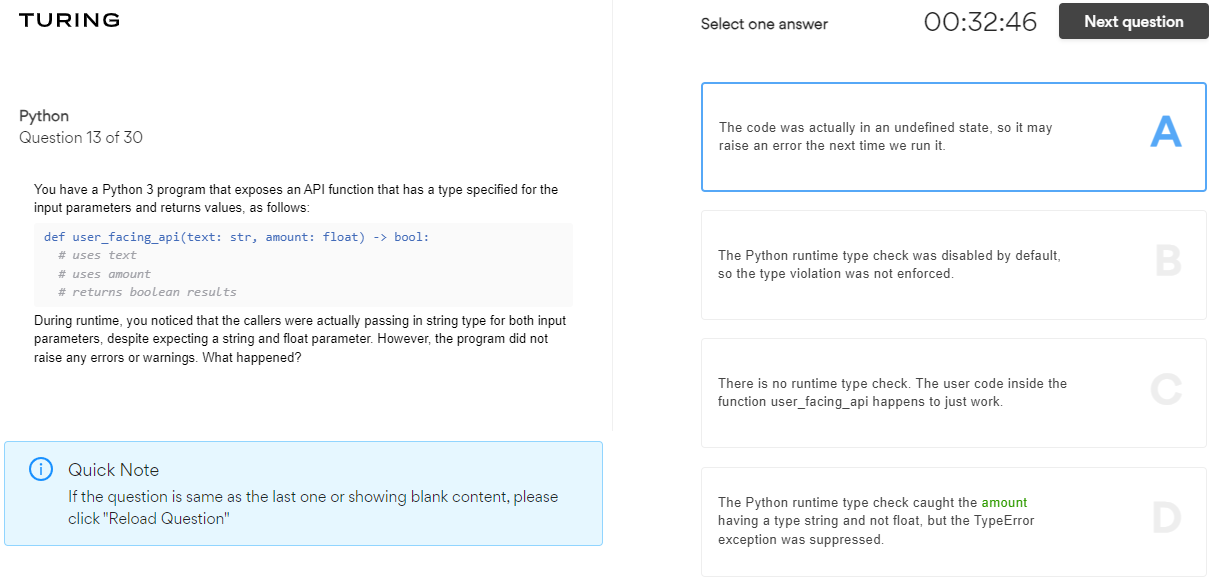 TURING
Select one answer
00:32:46
Next question
Python
Question 13 of 30
You have a Python 3 program that exposes an API function that has a type specified for the
input parameters and returns values, as follows:
def user_facing_api(text: str, amount: float) -> bool:
# uses text
# uses amount
# returns boolean results
During runtime, you noticed that the callers were actually passing in string type for both input
parameters, despite expecting a string and float parameter. However, the program did not
raise any errors or warnings. What happened?
Quick Note
If the question is same as the last one or showing blank content, please
click "Reload Question"
The code was actually in an undefined state, so it may
raise an error the next time we run it.
A
The Python runtime type check was disabled by default,
so the type violation was not enforced.
B
There is no runtime type check. The user code inside the
function user_facing_api happens to just work.
C
The Python runtime type check caught the amount
having a type string and not float, but the TypeError
exception was suppressed.
D